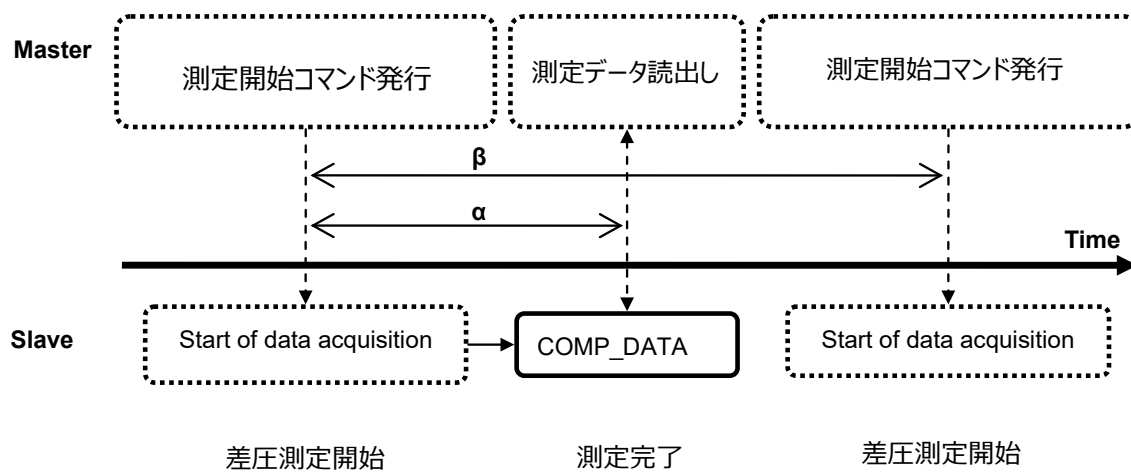 Master
測定開始コマンド発行
測定データ読出し
測定開始コマンド発行
β
α
Time
Slave
Start of data acquisition
COMP_DATA
Start of data acquisition
差圧測定開始
測定完了
差圧測定開始